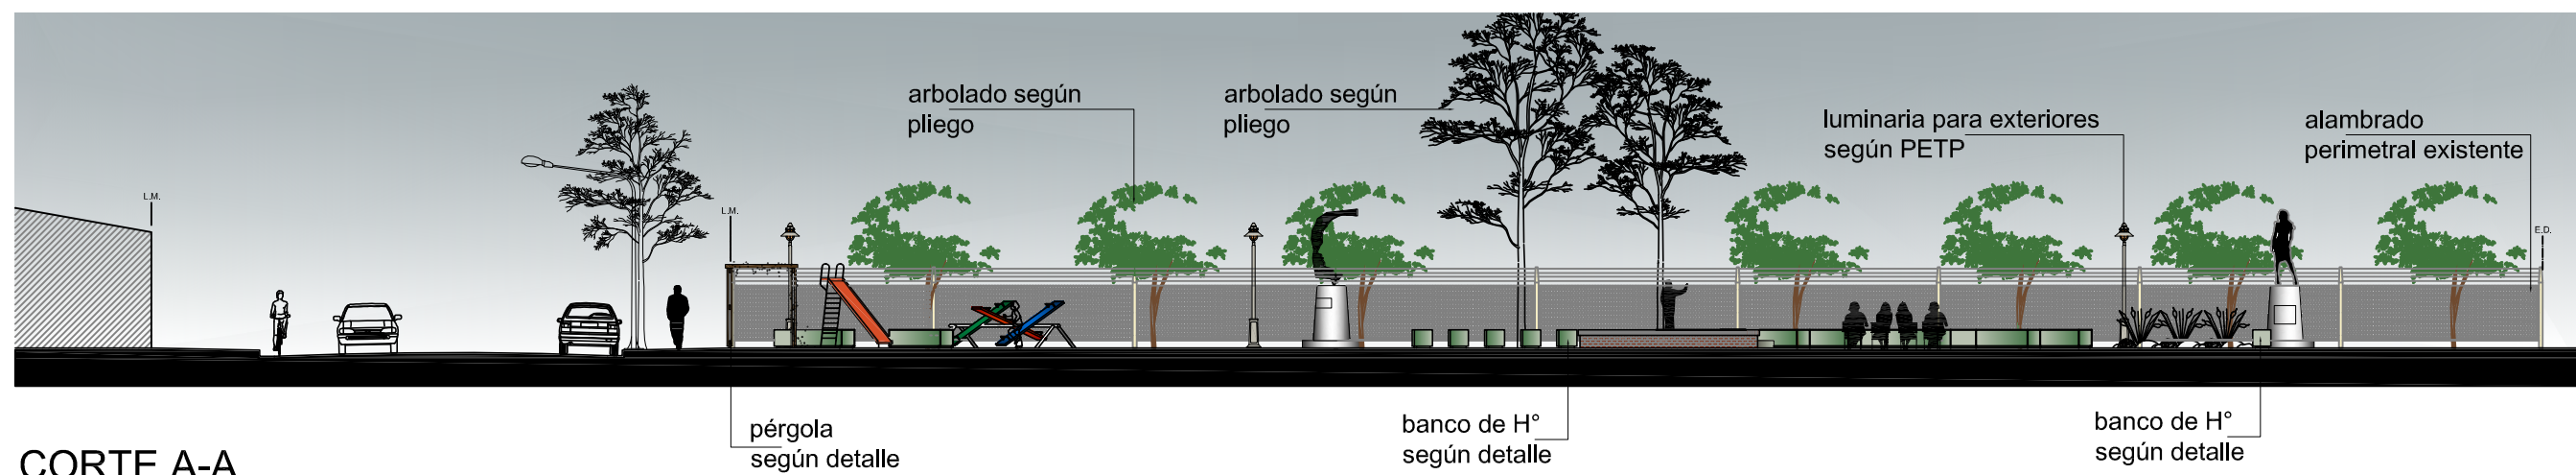 arbolado según
pliego
arbolado según
pliego
luminaria para exteriores
según PETP
alambrado
perimetral existente
L.M.
L.M.
E.D.
pérgola
según detalle
banco de H°
según detalle
banco de H°
según detalle
CORTE A-A